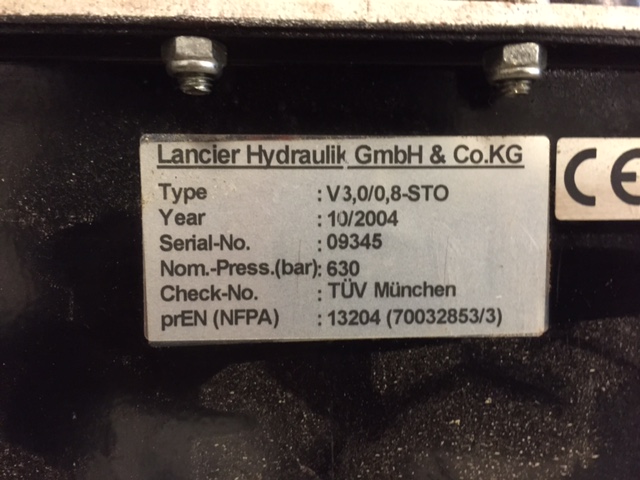 Lancier Hydraulik GmbH & Co.KG
Type : V3,0/0,8-STO
Year : 10/2004
Serial-No. : 09345
Nom.-Press.(bar): 630
Check-No. : TÜV München
prEN (NFPA) : 13204 (70032853/3)
CE